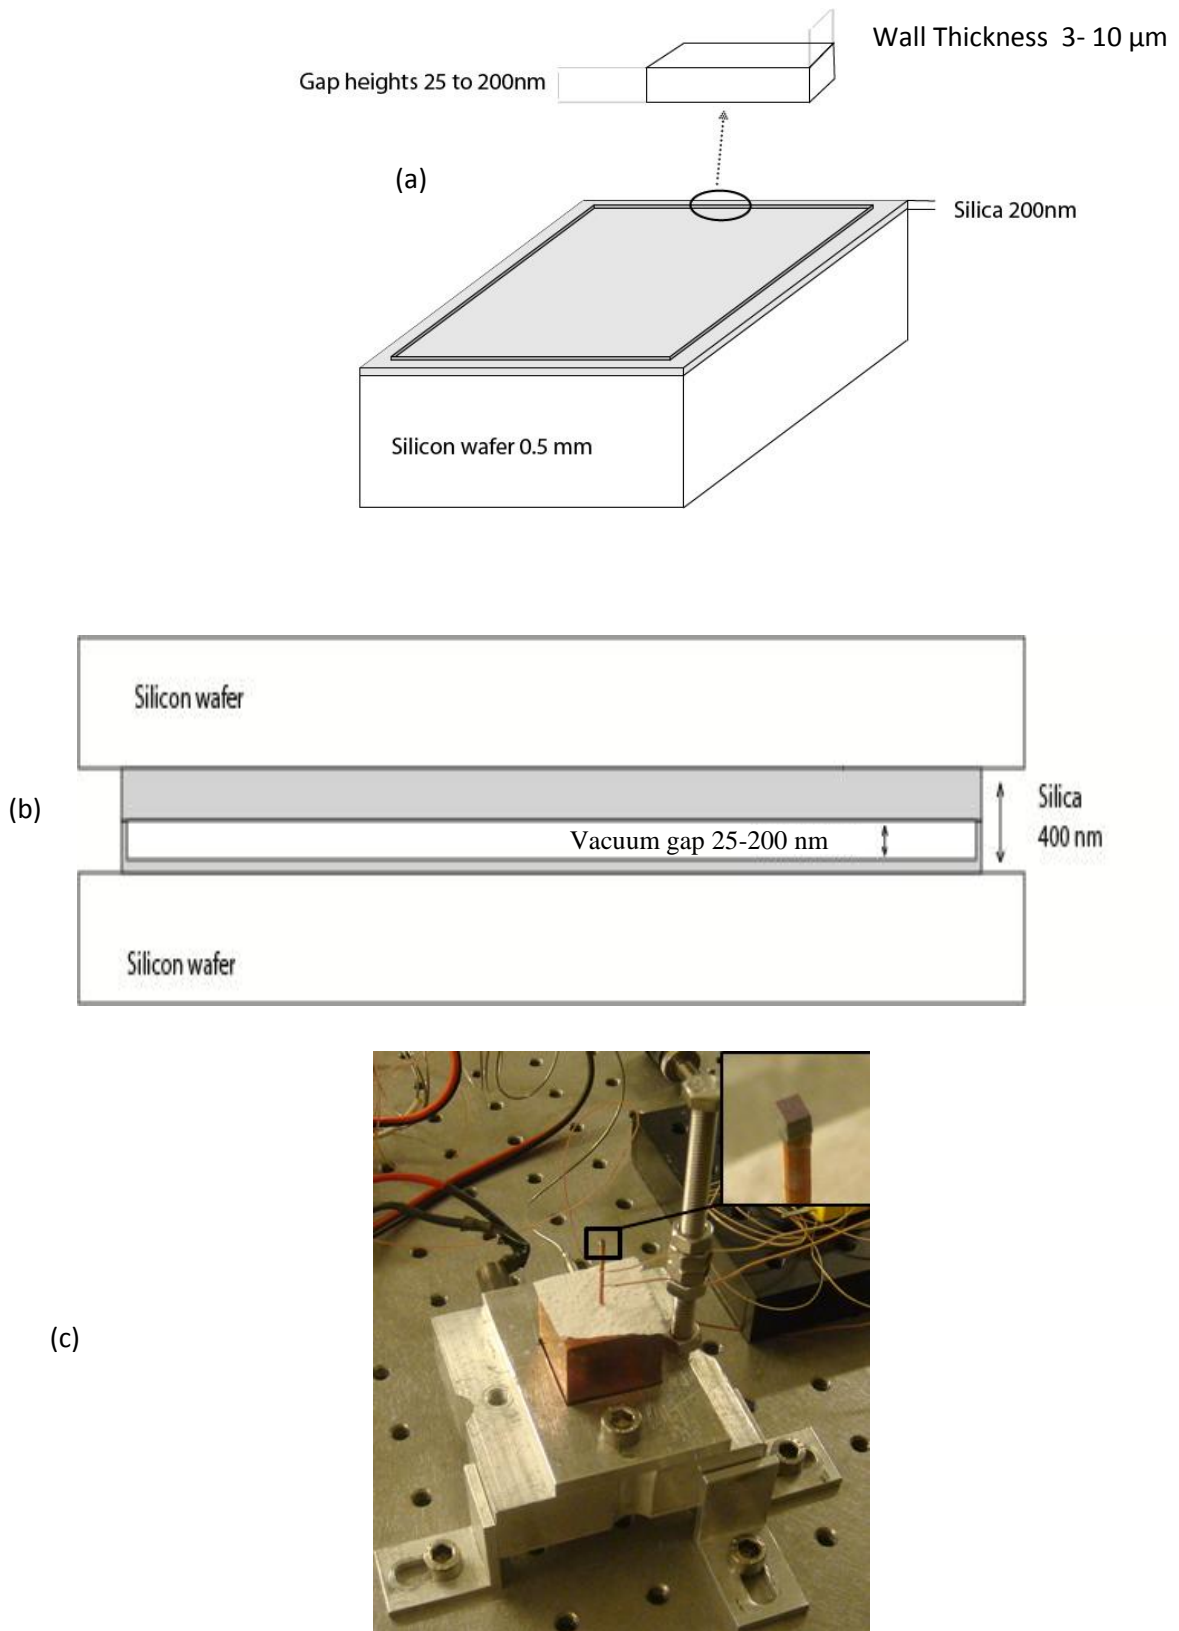 Wall Thickness 3- 10 µm
Gap heights 25 to 200nm
(a)
Silica 200nm
Silicon wafer 0.5 mm
Silicon wafer
(b)
Silica
400 nm
Vacuum gap 25-200 nm
Silicon wafer
(c)